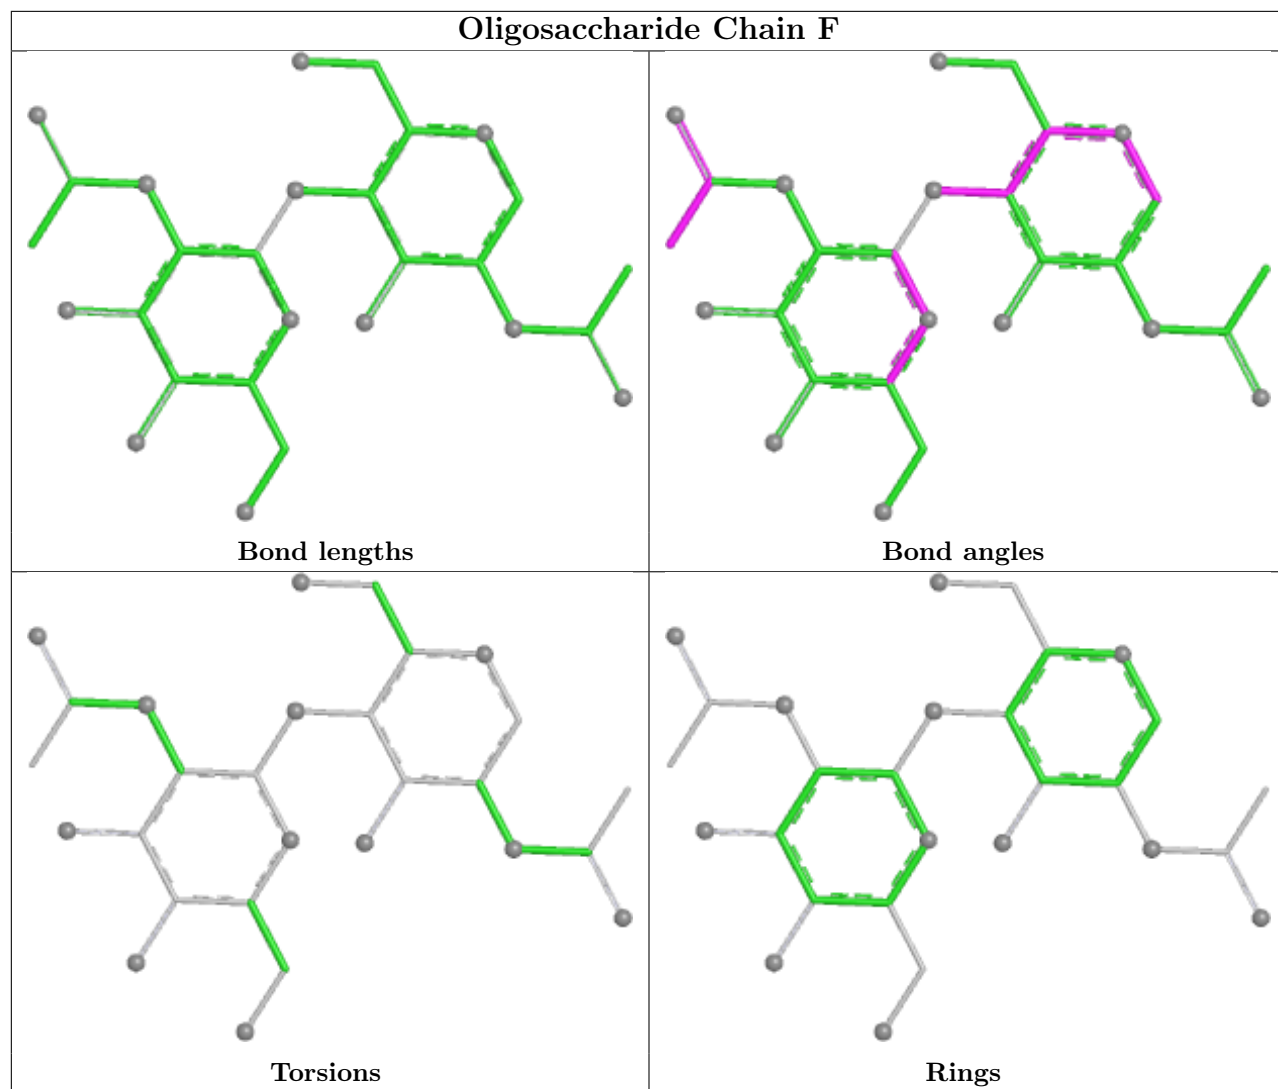 Oligosaccharide Chain F
Bond lengths
Bond angles
Torsions
Rings